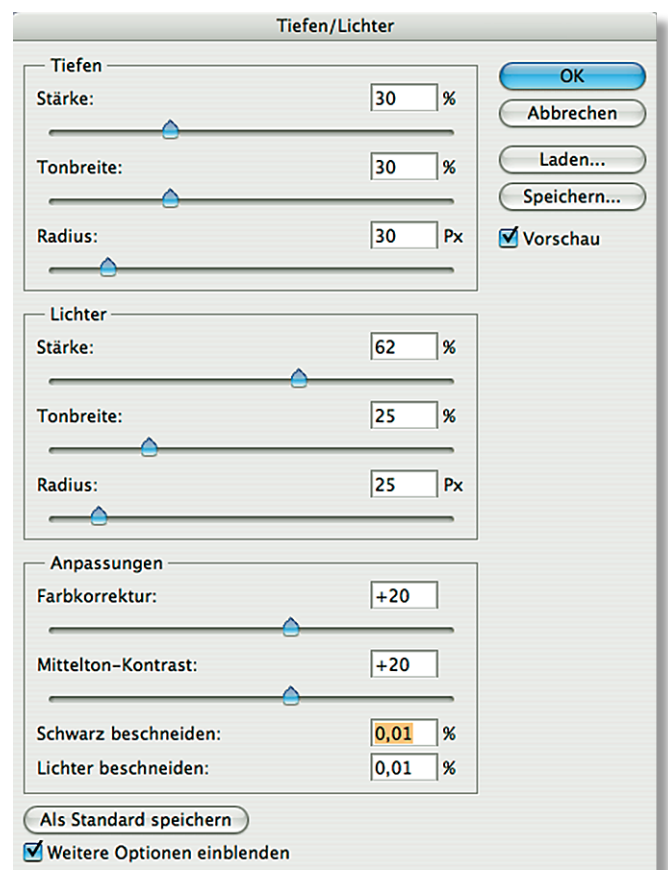 Tiefen/Lichter
Tiefen
Stärke: 30 %
Tonbreite: 30 %
Radius: 30 Px
Lichter
Stärke: 62 %
Tonbreite: 25 %
Radius: 25 Px
Anpassungen
Farbkorrektur: +20
Mittelton-Kontrast: +20
Schwarz beschneiden: 0,01 %
Lichter beschneiden: 0,01 %
Als Standard speichern
Weitere Optionen einblenden
OK
Abbrechen
Laden...
Speichern...
Vorschau